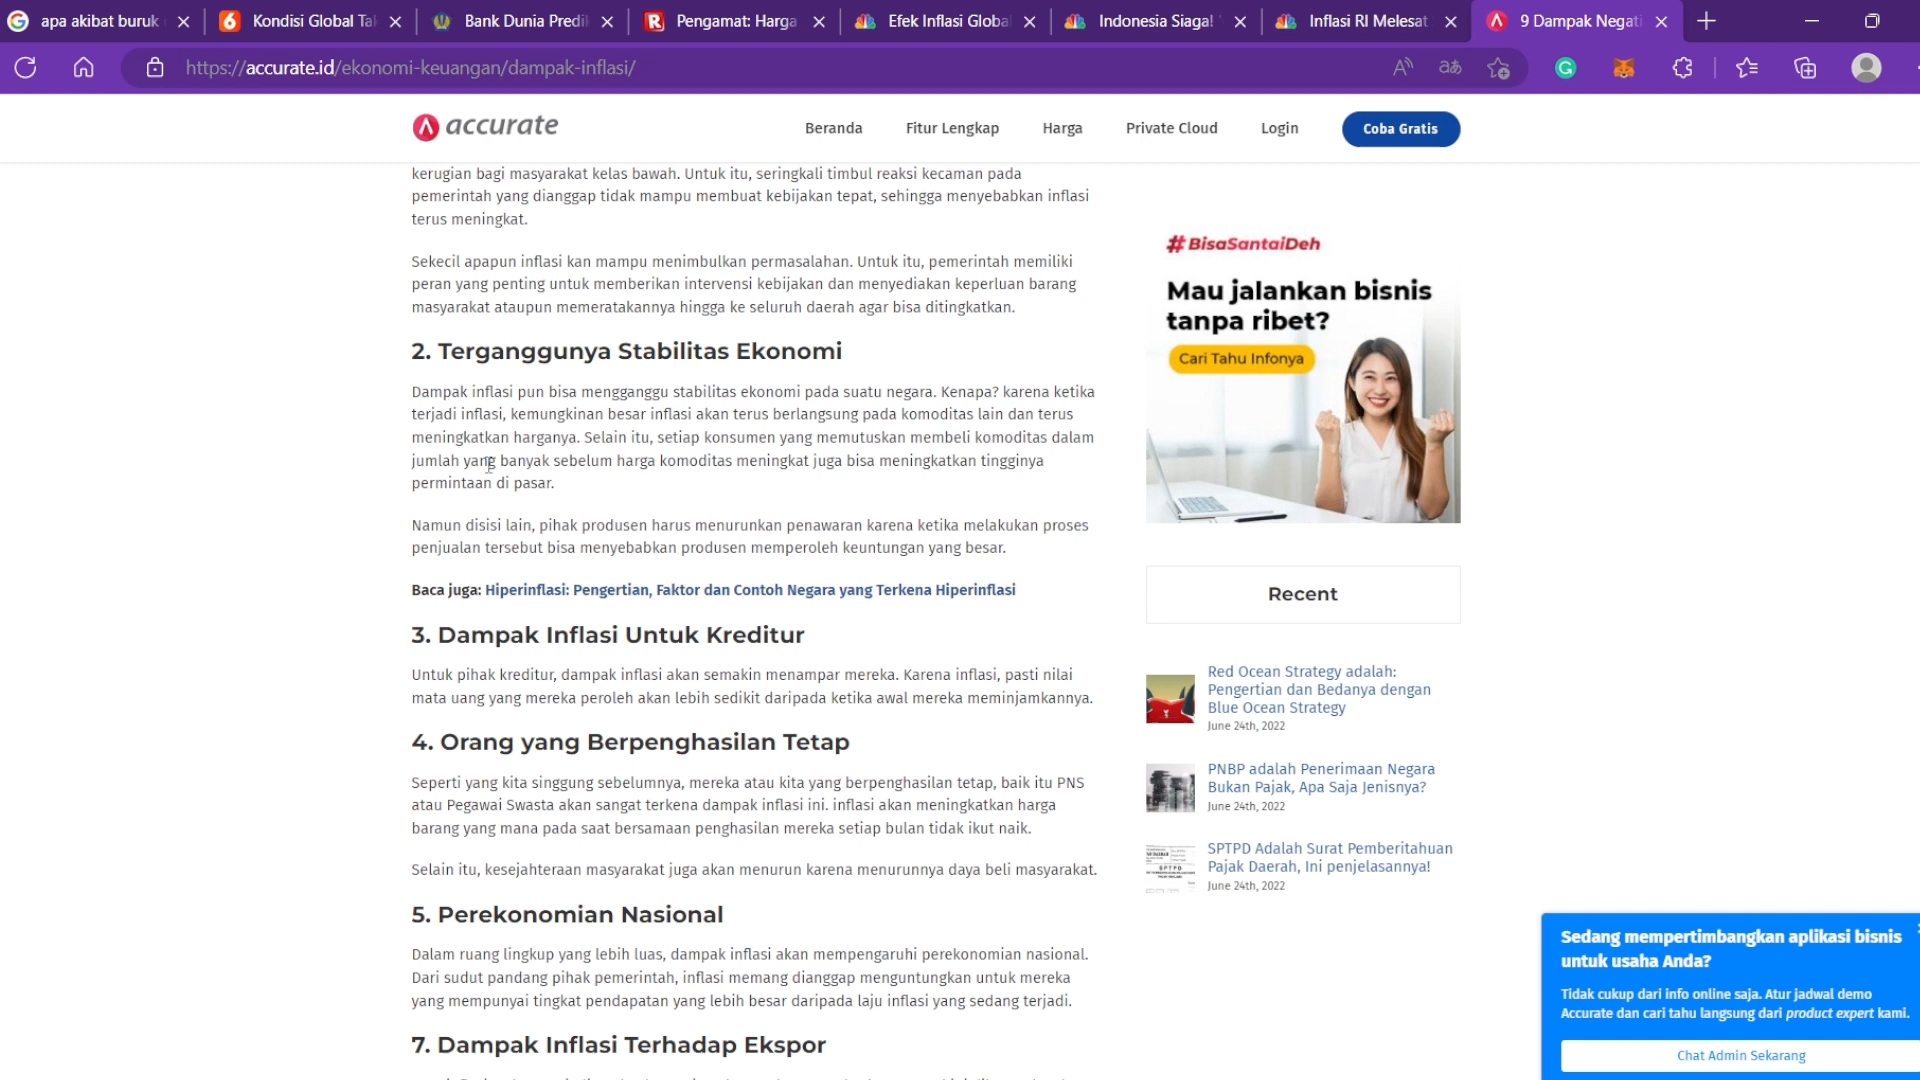 apa akibat buruk
Kondisi Global Tak
Bank Dunia Predi
Pengamat: Harga
Efek Inflasi Globa
Indonesia Siaga!
Inflasi RI Melesat
9 Dampak Negati
https://accurate.id/ekonomi-keuangan/dampak-inflasi/
accurate
Beranda
Fitur Lengkap
Harga
Private Cloud
Login
Coba Gratis
kerugian bagi masyarakat kelas bawah. Untuk itu, seringkali timbul reaksi kecaman pada
pemerintah yang dianggap tidak mampu membuat kebijakan tepat, sehingga menyebabkan inflasi
terus meningkat.
Sekecil apapun inflasi kan mampu menimbulkan permasalahan. Untuk itu, pemerintah memiliki
peran yang penting untuk memberikan intervensi kebijakan dan menyediakan keperluan barang
masyarakat ataupun memeratakannya hingga ke seluruh daerah agar bisa ditingkatkan.
2. Terganggunya Stabilitas Ekonomi
Dampak inflasi pun bisa mengganggu stabilitas ekonomi pada suatu negara. Kenapa? karena ketika
terjadi inflasi, kemungkinan besar inflasi akan terus berlangsung pada komoditas lain dan terus
meningkatkan harganya. Selain itu, setiap konsumen yang memutuskan membeli komoditas dalam
jumlah yang banyak sebelum harga komoditas meningkat juga bisa meningkatkan tingginya
permintaan di pasar.
Namun disisi lain, pihak produsen harus menurunkan penawaran karena ketika melakukan proses
penjualan tersebut bisa menyebabkan produsen memperoleh keuntungan yang besar.
Baca juga: Hiperinflasi: Pengertian, Faktor dan Contoh Negara yang Terkena Hiperinflasi
3. Dampak Inflasi Untuk Kreditur
Untuk pihak kreditur, dampak inflasi akan semakin menampar mereka. Karena inflasi, pasti nilai
mata uang yang mereka peroleh akan lebih sedikit daripada ketika awal mereka meminjamkannya.
4. Orang yang Berpenghasilan Tetap
Seperti yang kita singgung sebelumnya, mereka atau kita yang berpenghasilan tetap, baik itu PNS
atau Pegawai Swasta akan sangat terkena dampak inflasi ini. inflasi akan meningkatkan harga
barang yang mana pada saat bersamaan penghasilan mereka setiap bulan tidak ikut naik.
Selain itu, kesejahteraan masyarakat juga akan menurun karena menurunnya daya beli masyarakat.
5. Perekonomian Nasional
Dalam ruang lingkup yang lebih luas, dampak inflasi akan mempengaruhi perekonomian nasional.
Dari sudut pandang pihak pemerintah, inflasi memang dianggap menguntungkan untuk mereka
yang mempunyai tingkat pendapatan yang lebih besar daripada laju inflasi yang sedang terjadi.
7. Dampak Inflasi Terhadap Ekspor
#BisaSantaiDeh
Mau jalankan bisnis
tanpa ribet?
Cari Tahu Infonya
Recent
Red Ocean Strategy adalah:
Pengertian dan Bedanya dengan
Blue Ocean Strategy
June 24th, 2022
PNBP adalah Penerimaan Negara
Bukan Pajak, Apa Saja Jenisnya?
June 24th, 2022
SPTPD
SPTPD Adalah Surat Pemberitahuan
Pajak Daerah, Ini penjelasannya!
June 24th, 2022
Sedang mempertimbangkan aplikasi bisnis
untuk usaha Anda?
Tidak cukup dari info online saja. Atur jadwal demo
Accurate dan cari tahu langsung dari product expert kami.
Chat Admin Sekarang